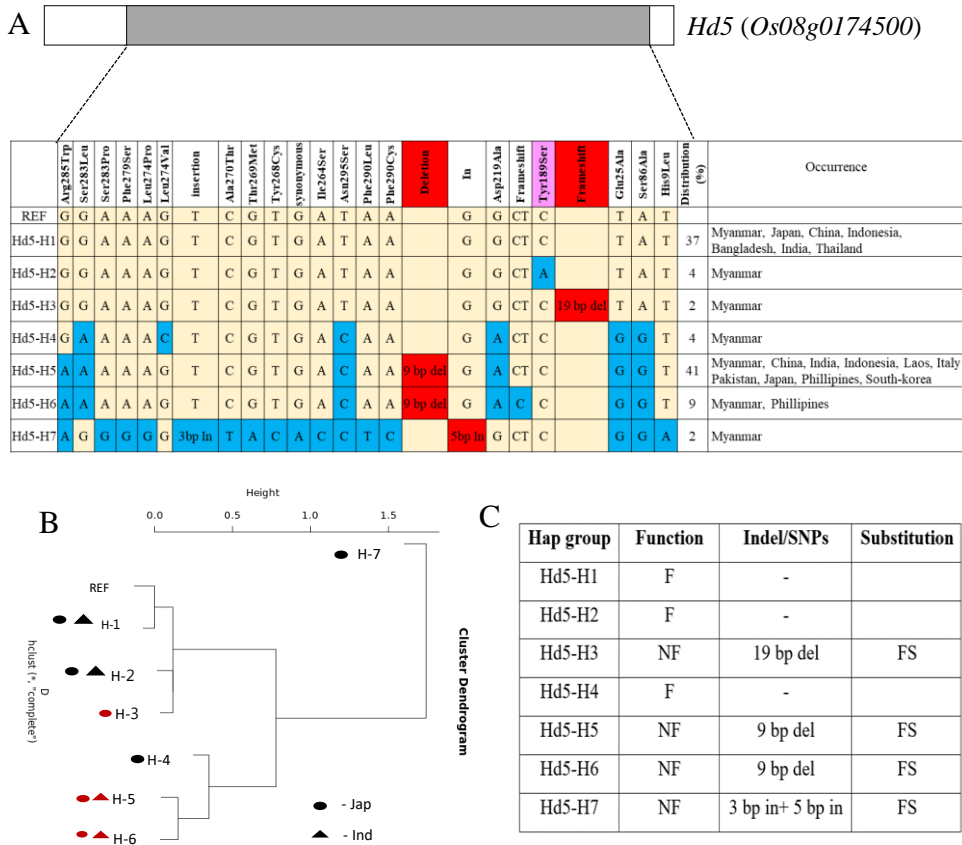 A
Hd5 (Os08g0174500)
Arg285Trp Ser283Leu Ser283Pro Phe279Ser Leu274Pro Leu274Val insertion Ala270Thr Thr269Met Tyr268Cys synonymous Ile264Ser Asn295Ser Phe290Leu Phe290Cys Deletion In Asp219Ala Frameshift Tyr189Ser Frameshift Glu25Ala Ser86Ala His9Leu Distribution (%) Occurrence
REF G G A A A G T C G T G A T A A G G CT C T A T
Hd5-H1 G G A A A G T C G T G A T A A G G CT C T A T 37 Myanmar, Japan, China, Indonesia,
Bangladesh, India, Thailand
Hd5-H2 G G A A A G T C G T G A T A A G G CT A T A T 4 Myanmar
Hd5-H3 G G A A A G T C G T G A T A A G G CT C 19 bp del T A T 2 Myanmar
Hd5-H4 G A A A A C T C G T G A C A A G A CT C G G T 4 Myanmar
Hd5-H5 A A A A A G T C G T G A C A A 9 bp del G A CT C G G T 41 Myanmar, China, India, Indonesia, Laos, Italy
Pakistan, Japan, Phillipines, South-korea
Hd5-H6 A A A A A G T C G T G A C A A 9 bp del G A C C G G T 9 Myanmar, Phillipines
Hd5-H7 A G G G G G 3bp In T A C A C C T C 5bp In G CT C G G A 2 Myanmar
B
Height
0.0 0.5 1.0 1.5
H-7
REF
H-1
H-2
H-3
H-4
H-5
H-6
- Jap
- Ind
D
hclust (*, "complete")
Cluster Dendrogram
C
Hap group Function Indel/SNPs Substitution
Hd5-H1 F -
Hd5-H2 F -
Hd5-H3 NF 19 bp del FS
Hd5-H4 F -
Hd5-H5 NF 9 bp del FS
Hd5-H6 NF 9 bp del FS
Hd5-H7 NF 3 bp in+ 5 bp in FS